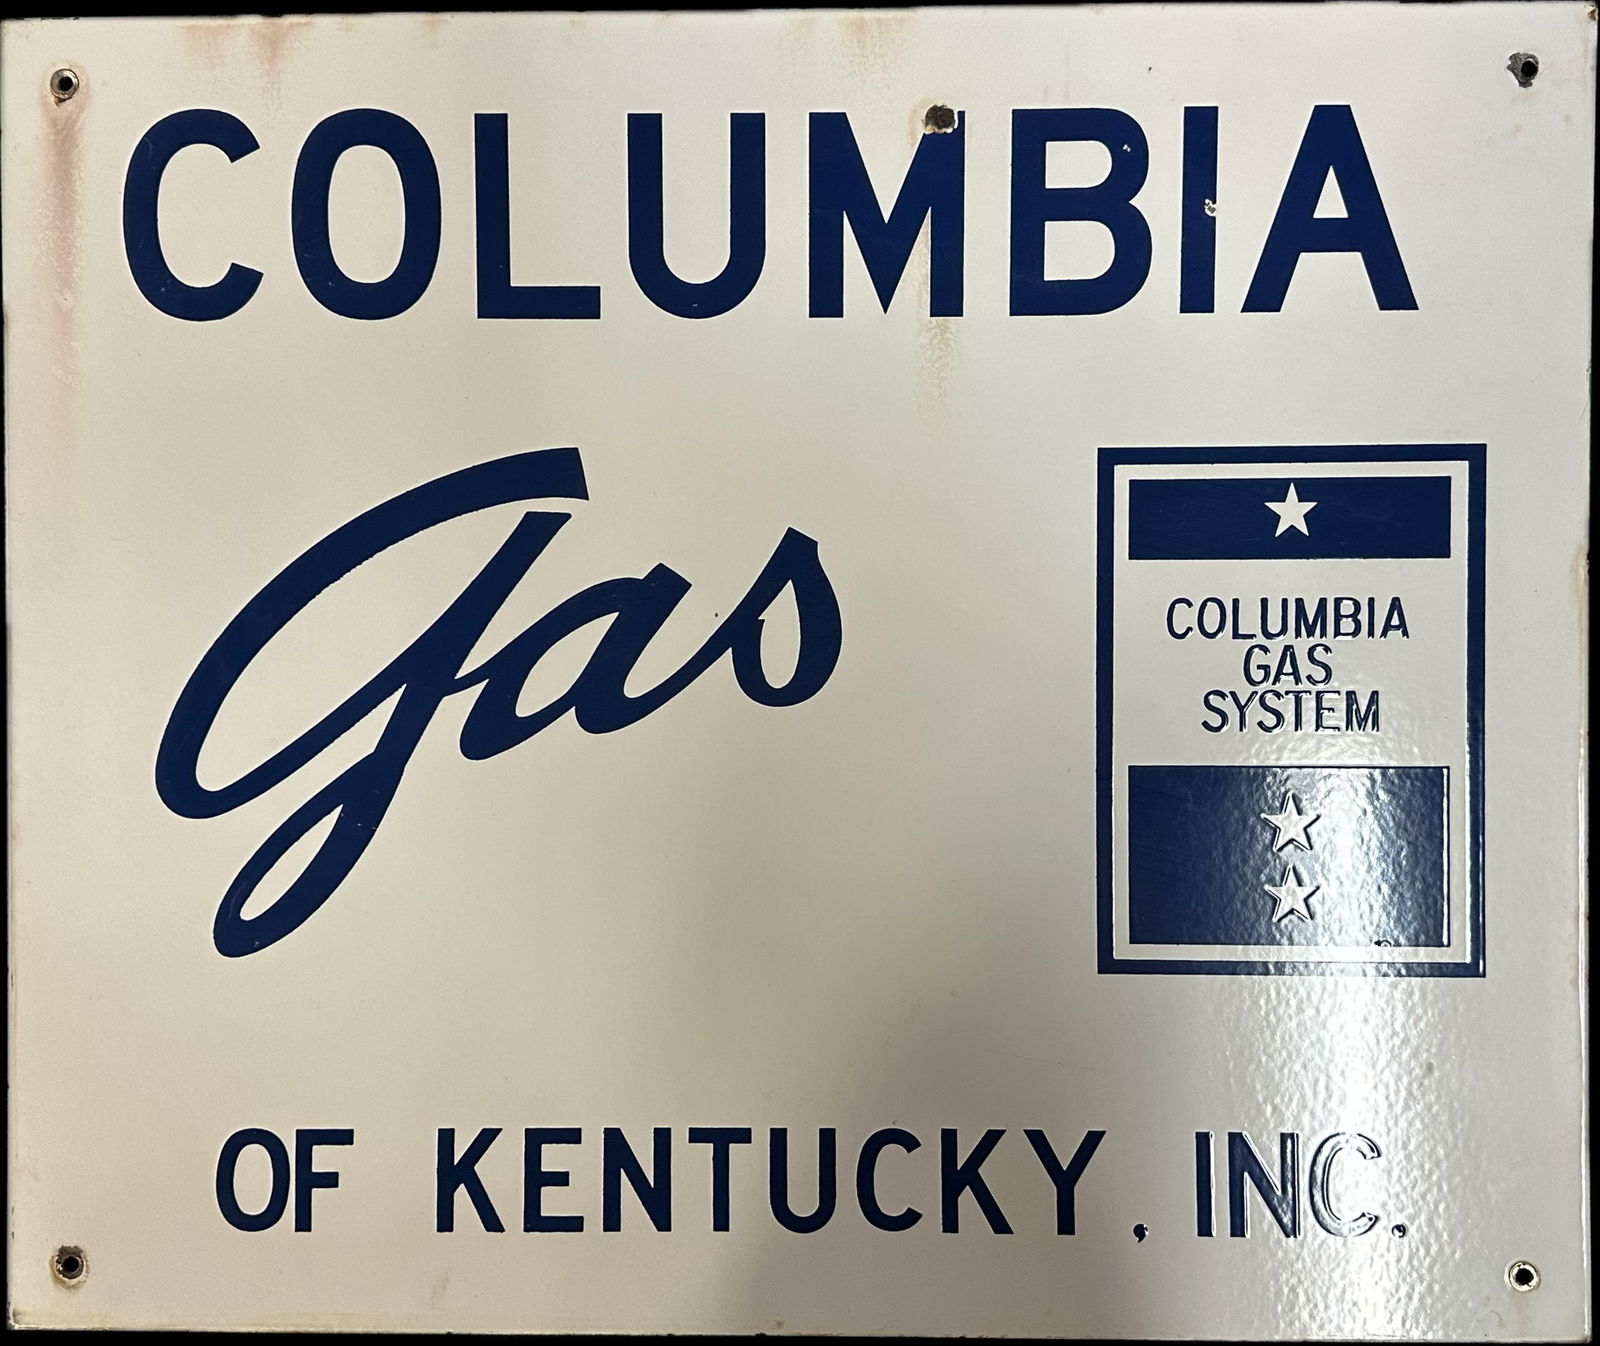 COLUMBIA
Gas
COLUMBIA
GAS
SYSTEM
OF KENTUCKY, INC.